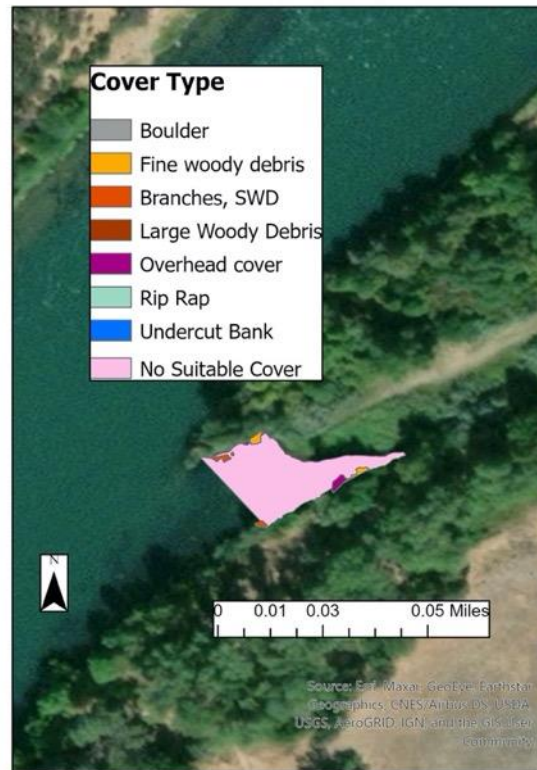 Cover Type
Boulder
Fine woody debris
Branches, SWD
Large Woody Debris
Overhead cover
Rip Rap
Undercut Bank
No Suitable Cover
N
0 0.01 0.03 0.05 Miles
Source: Esri, Maxar, GeoEye, Earthstar
Geographics, CNES/Airbus DS, USDA,
USGS, AeroGRID, IGN, and the GIS User
Community